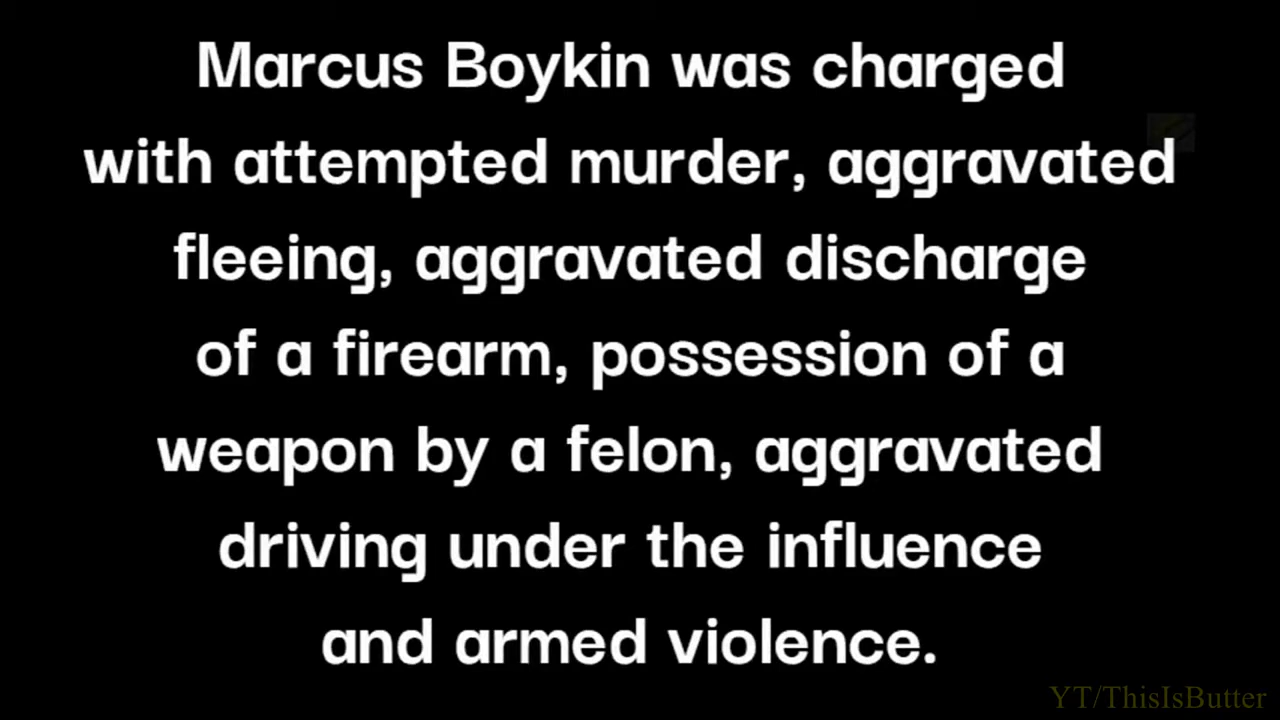 Marcus Boykin was charged
with attempted murder, aggravated
fleeing, aggravated discharge
of a firearm, possession of a
weapon by a felon, aggravated
driving under the influence
and armed violence.
YT/ThisIsButter